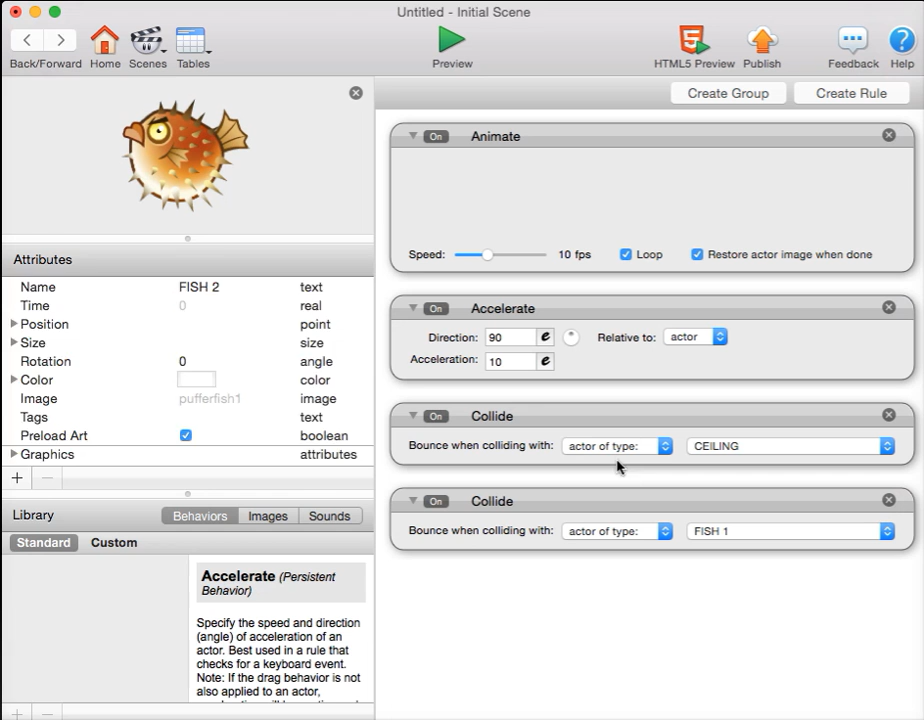 Untitled - Initial Scene
Back/Forward Home Scenes Tables Preview HTML5 Preview Publish Feedback Help
Create Group Create Rule
On Animate
Speed: 10 fps Loop Restore actor image when done
On Accelerate
Direction: 90 e Relative to: actor
Acceleration: 10 e
On Collide
Bounce when colliding with: actor of type: CEILING
On Collide
Bounce when colliding with: actor of type: FISH 1
Attributes
Name FISH 2 text
Time 0 real
Position point
Size size
Rotation 0 angle
Color color
Image pufferfish1 image
Tags text
Preload Art boolean
Graphics attributes
Library Behaviors Images Sounds
Standard Custom
Accelerate (Persistent
Behavior)
Specify the speed and direction
(angle) of acceleration of an
actor. Best used in a rule that
checks for a keyboard event.
Note: If the drag behavior is not
also applied to an actor,